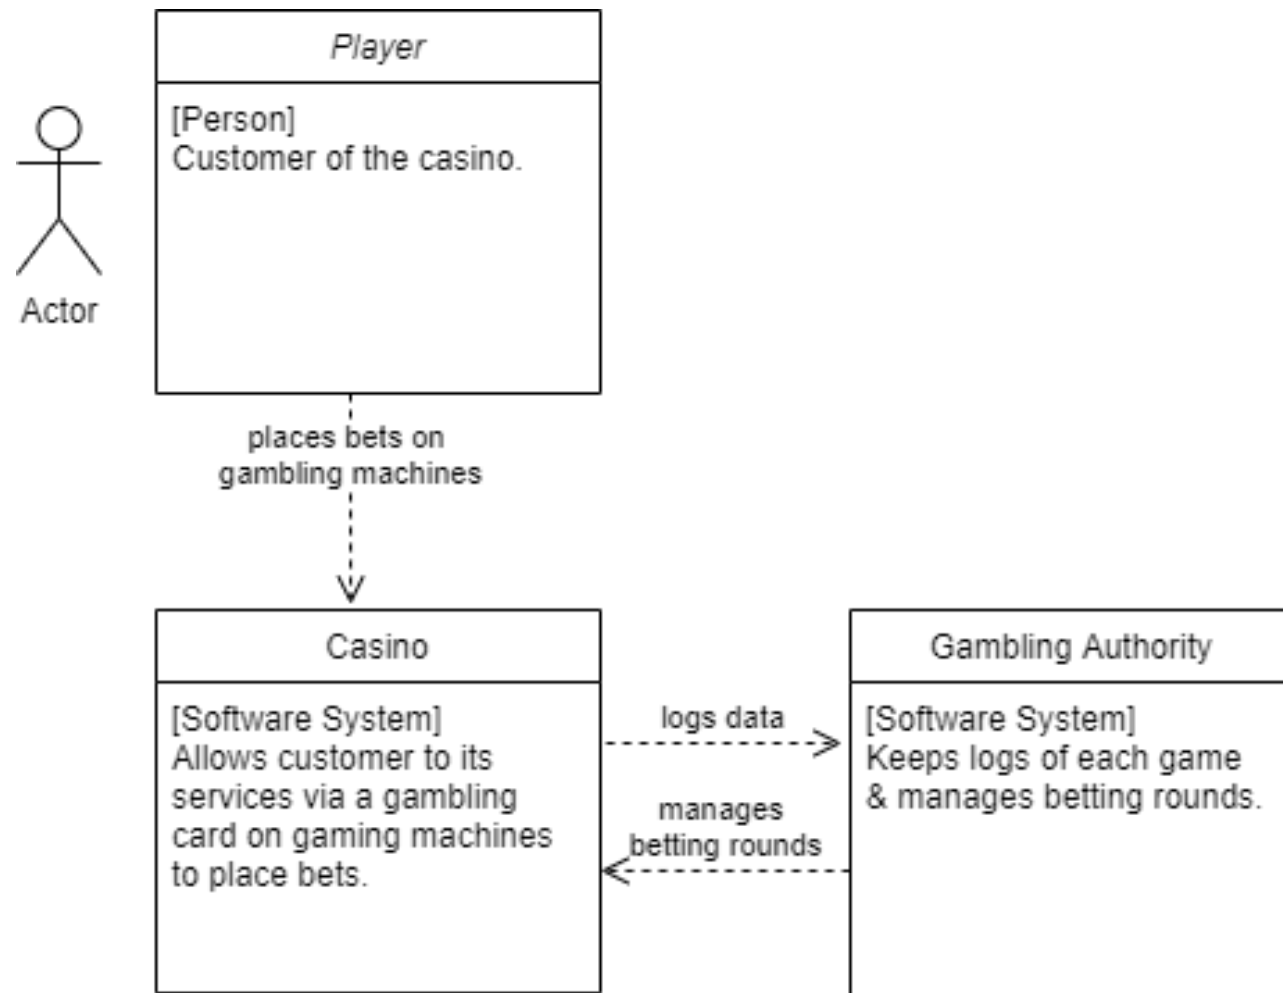 Player
[Person]
Customer of the casino.
Actor
places bets on
gambling machines
Casino
[Software System]
Allows customer to its
services via a gambling
card on gaming machines
to place bets.
logs data
manages
betting rounds
Gambling Authority
[Software System]
Keeps logs of each game
& manages betting rounds.